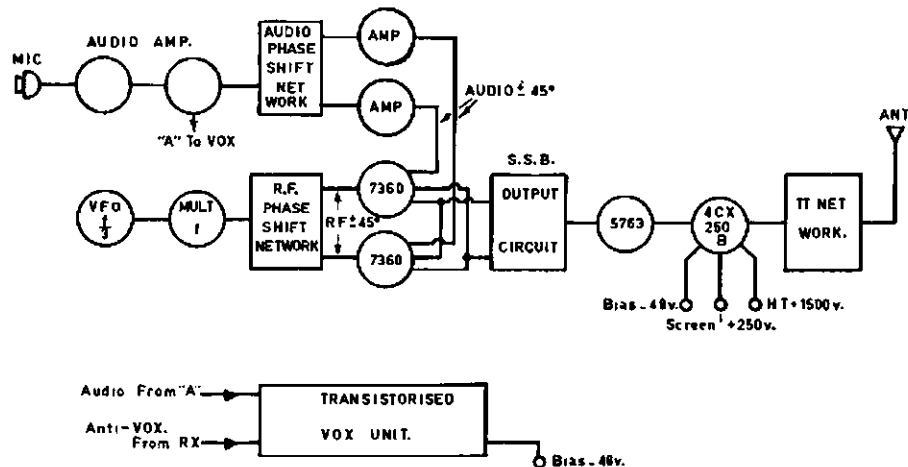 MIC
AUDIO AMP.
"A" To VOX
AUDIO
PHASE
SHIFT
NET
WORK
AMP
AMP
AUDIO ± 45°
VFO
f
3
MULT
f
R.F.
PHASE
SHIFT
NETWORK
RF±45°
7360
7360
S.S.B.
OUTPUT
CIRCUIT
5763
4CX
250
B
Bias-48v.
Screen +250v.
HT+1500v.
π NET
WORK.
ANT
Audio From "A"
Anti-VOX.
From RX
TRANSISTORISED
VOX UNIT.
Bias-48v.